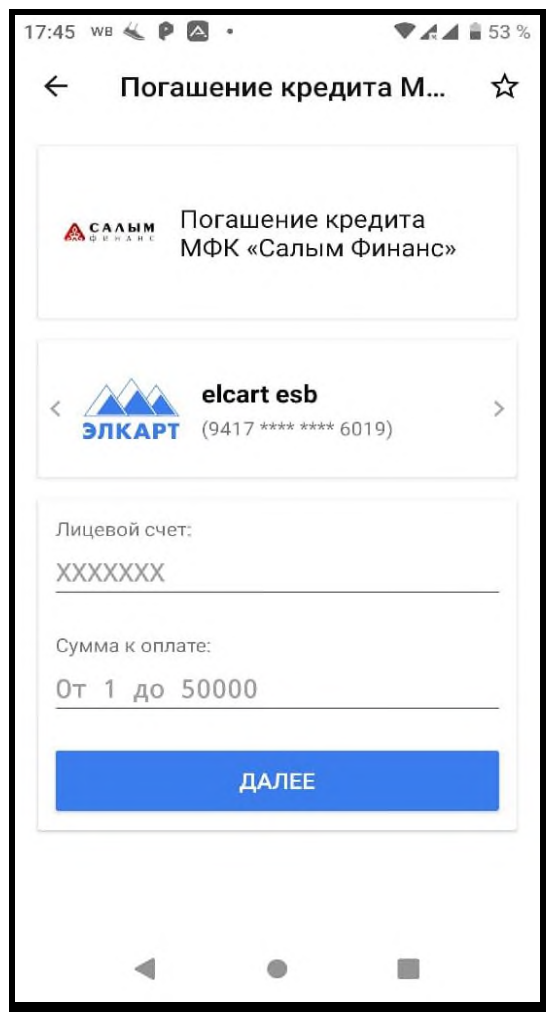 17:45 WB 53 %
Погашение кредита М...
САЛЫМ
ФИНАНС
Погашение кредита
МФК «Салым Финанс»
ЭЛКАРТ
elcart esb
(9417 **** **** 6019)
Лицевой счет:
XXXXXXX
Сумма к оплате:
От 1 до 50000
ДАЛЕЕ